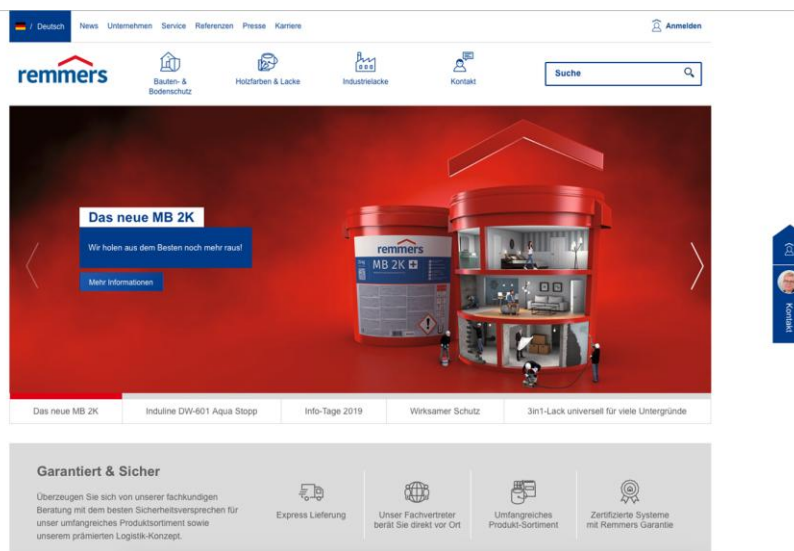 / Deutsch News Unternehmen Service Referenzen Presse Karriere Anmelden
remmers
Bauten- &
Bodenschutz
Holzfarben & Lacke
Industrielacke
Kontakt
Suche
Das neue MB 2K
Wir holen aus dem Besten noch mehr raus!
Mehr Informationen
remmers
MB 2K
Kontakt
Das neue MB 2K
Induline DW-601 Aqua Stopp
Info-Tage 2019
Wirksamer Schutz
3in1-Lack universell für viele Untergründe
Garantiert & Sicher
Überzeugen Sie sich von unserer fachkundigen
Beratung mit dem besten Sicherheitsversprechen für
unser umfangreiches Produktsortiment sowie
unserem prämierten Logistik-Konzept.
Express Lieferung
Unser Fachvertreter
berät Sie direkt vor Ort
Umfangreiches
Produkt-Sortiment
Zertifizierte Systeme
mit Remmers Garantie